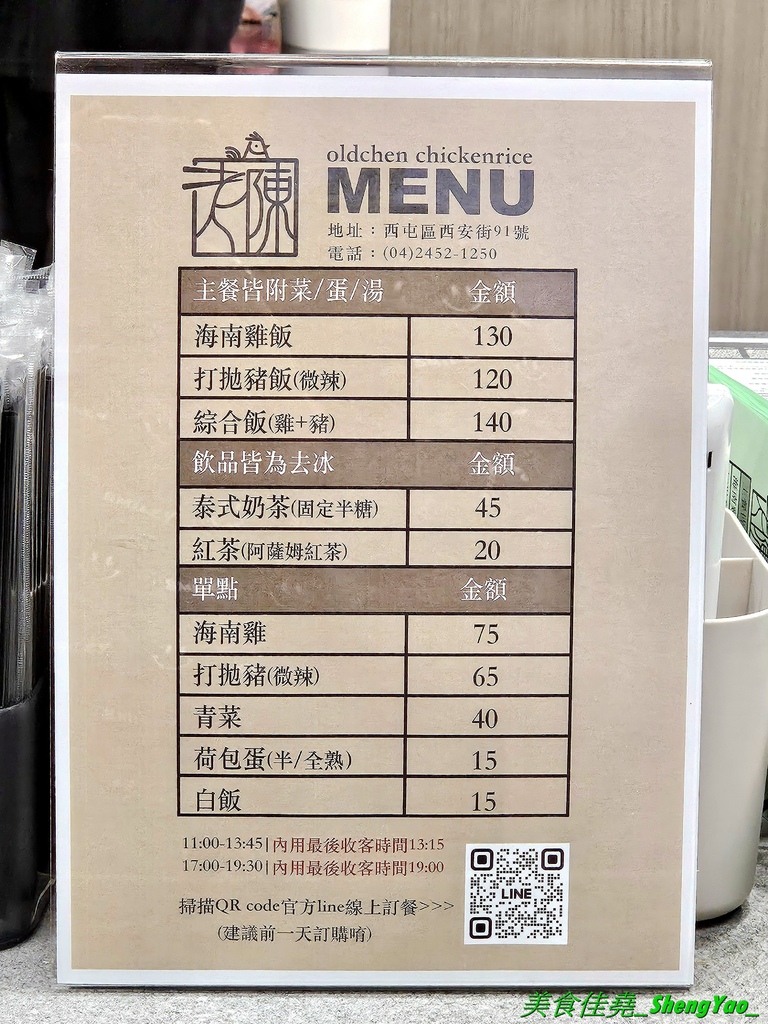 老陳
oldchen chickenrice
MENU
地址：西屯區西安街91號
電話：(04)2452-1250
主餐皆附菜/蛋/湯 金額
海南雞飯 130
打拋豬飯(微辣) 120
綜合飯(雞+豬) 140
飲品皆為去冰 金額
泰式奶茶(固定半糖) 45
紅茶(阿薩姆紅茶) 20
單點 金額
海南雞 75
打拋豬(微辣) 65
青菜 40
荷包蛋(半/全熟) 15
白飯 15
11:00-13:45|內用最後收客時間13:15
17:00-19:30|內用最後收客時間19:00
掃描QR code官方line線上訂餐>>>
(建議前一天訂購唷)
LINE
美食佳堯_ShengYao_